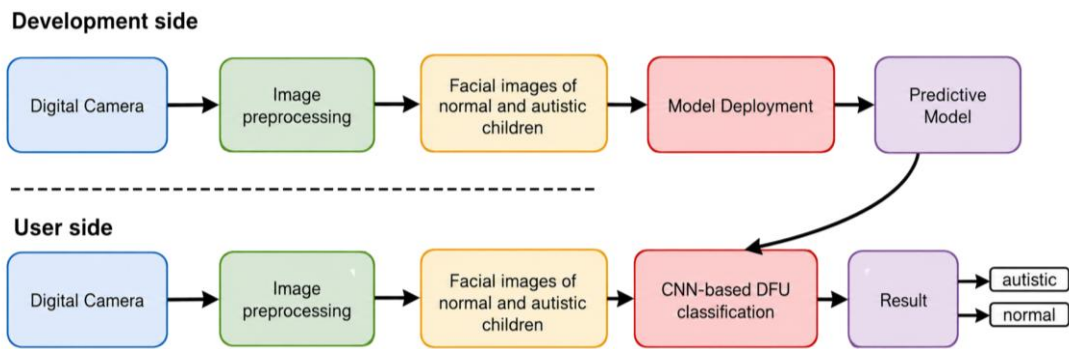 Development side
Digital Camera
Image
preprocessing
Facial images of
normal and autistic
children
Model Deployment
Predictive
Model
User side
Digital Camera
Image
preprocessing
Facial images of
normal and autistic
children
CNN-based DFU
classification
Result
autistic
normal